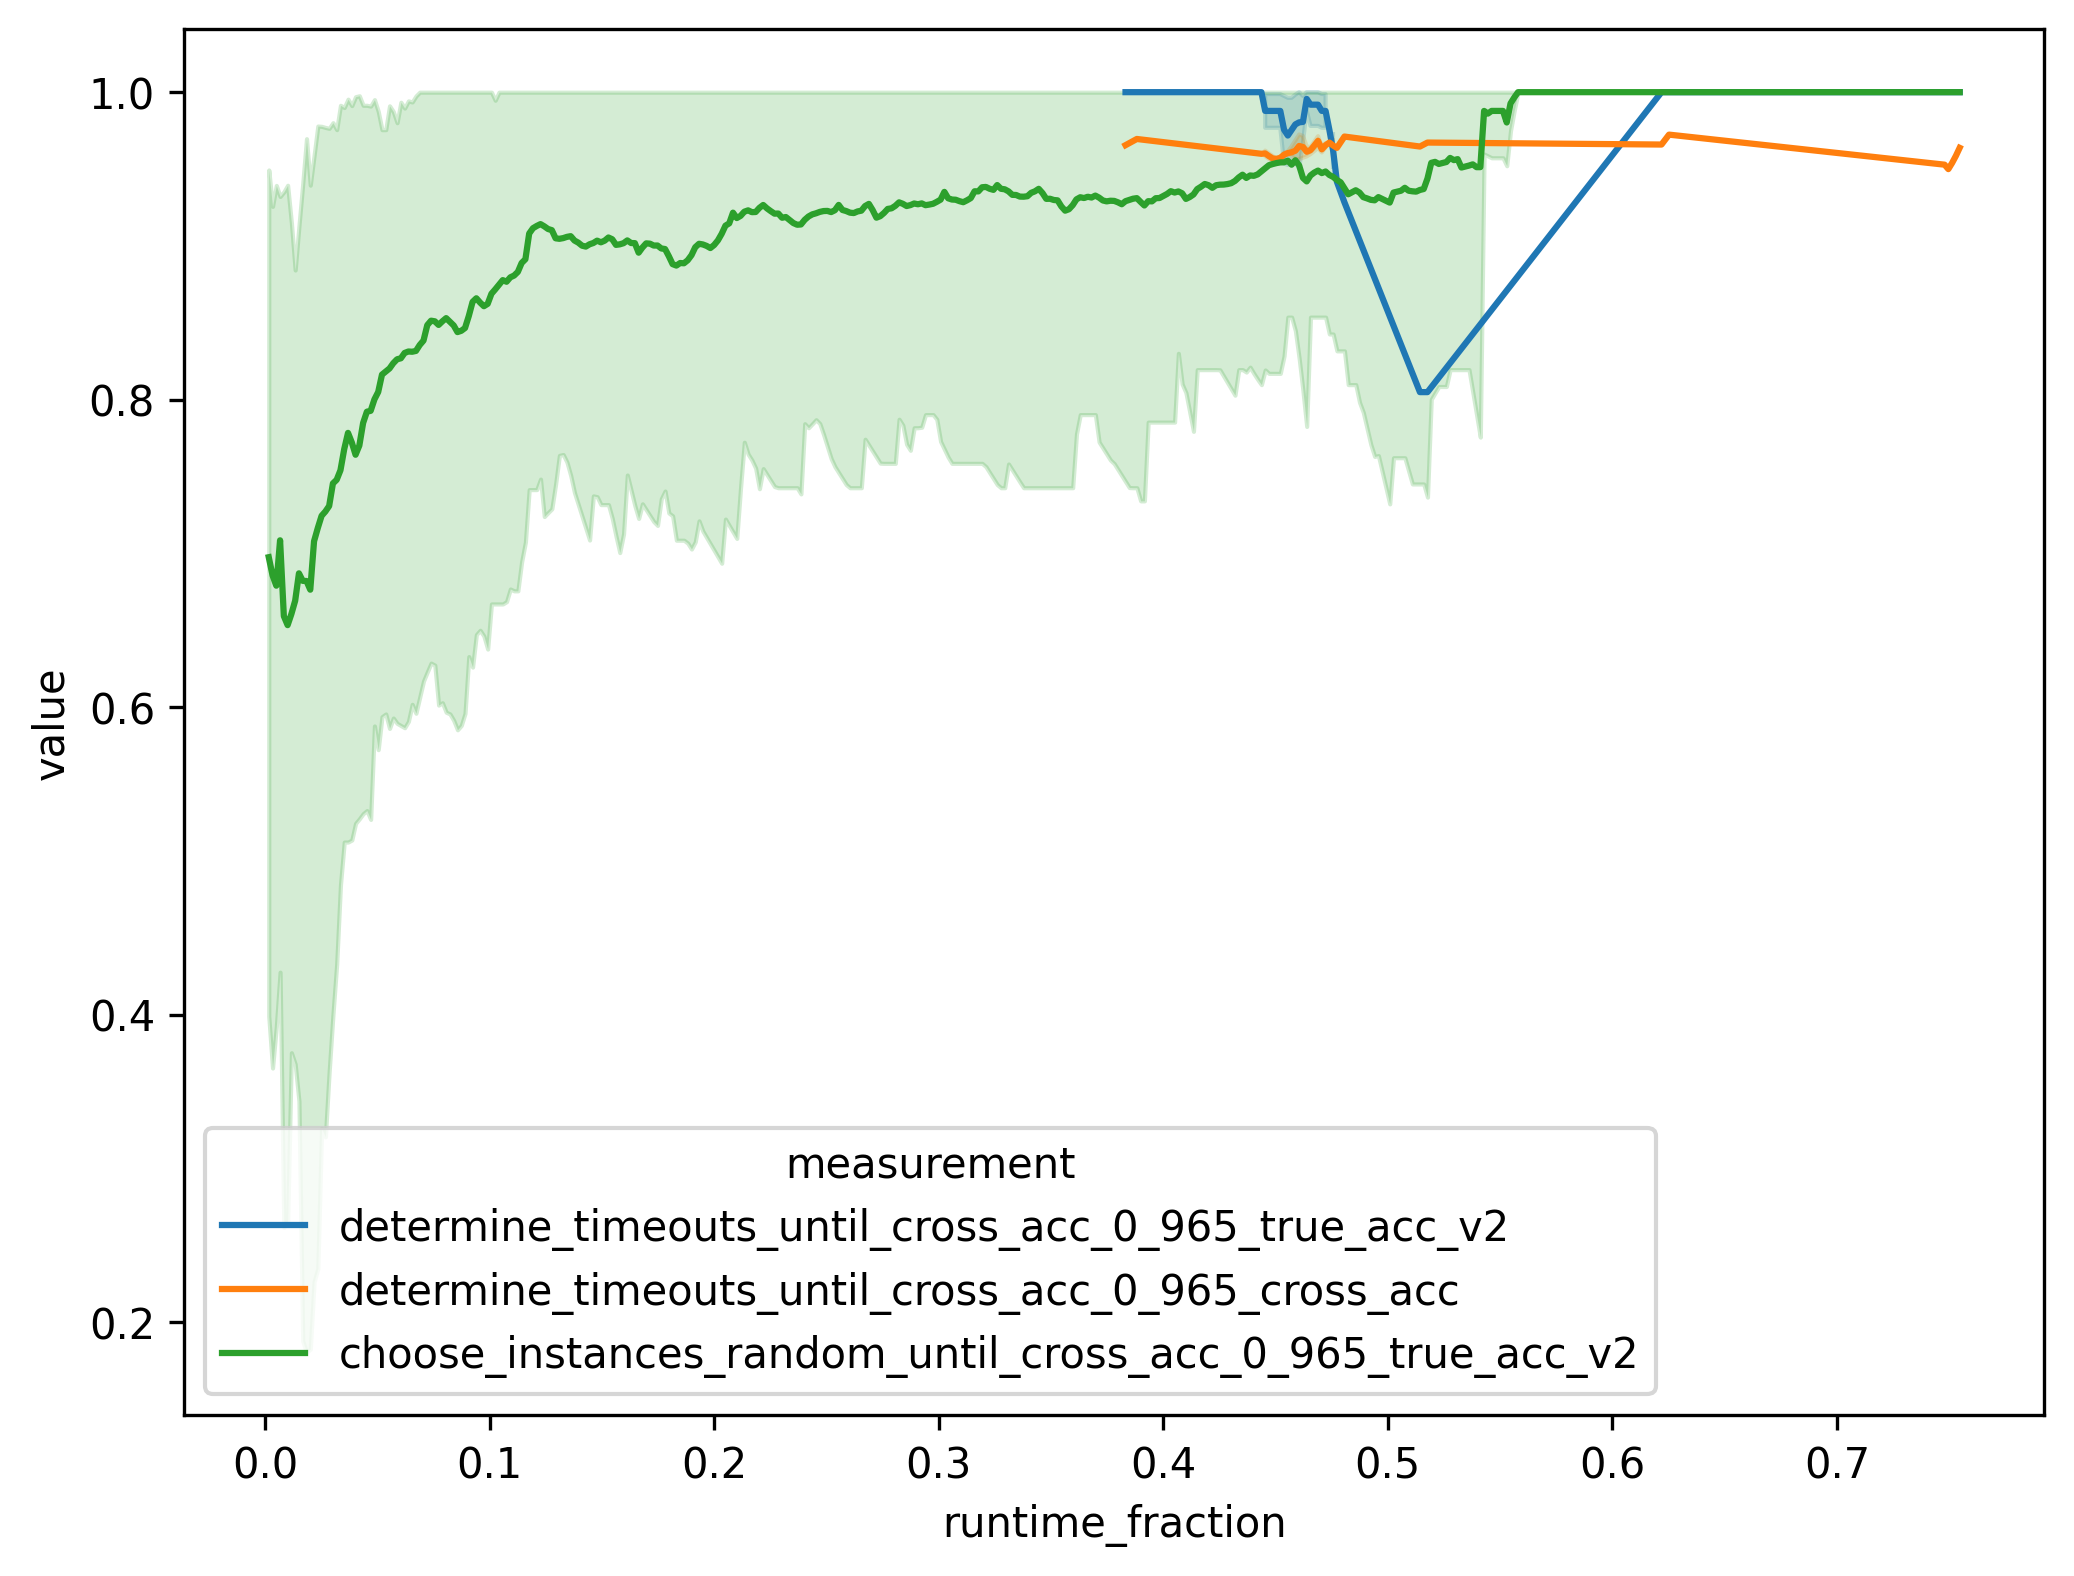 1.0
0.8
0.6
0.4
0.2
value
measurement
determine_timeouts_until_cross_acc_0_965_true_acc_v2
determine_timeouts_until_cross_acc_0_965_cross_acc
choose_instances_random_until_cross_acc_0_965_true_acc_v2
0.0 0.1 0.2 0.3 0.4 0.5 0.6 0.7
runtime_fraction